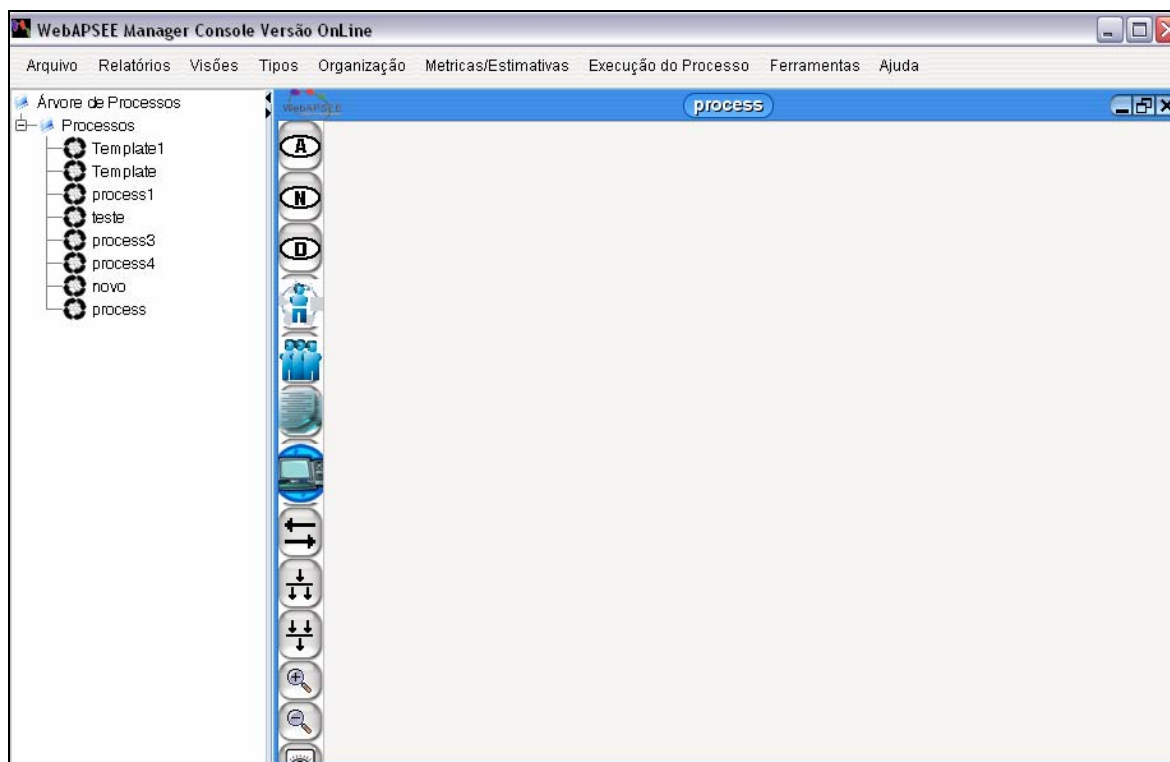 WebAPSEE Manager Console Versão OnLine
Arquivo Relatórios Visões Tipos Organização Metricas/Estimativas Execução do Processo Ferramentas Ajuda
Árvore de Processos
Processos
Template1
Template
process1
teste
process3
process4
novo
process
WebAPSEE
process
A
N
D